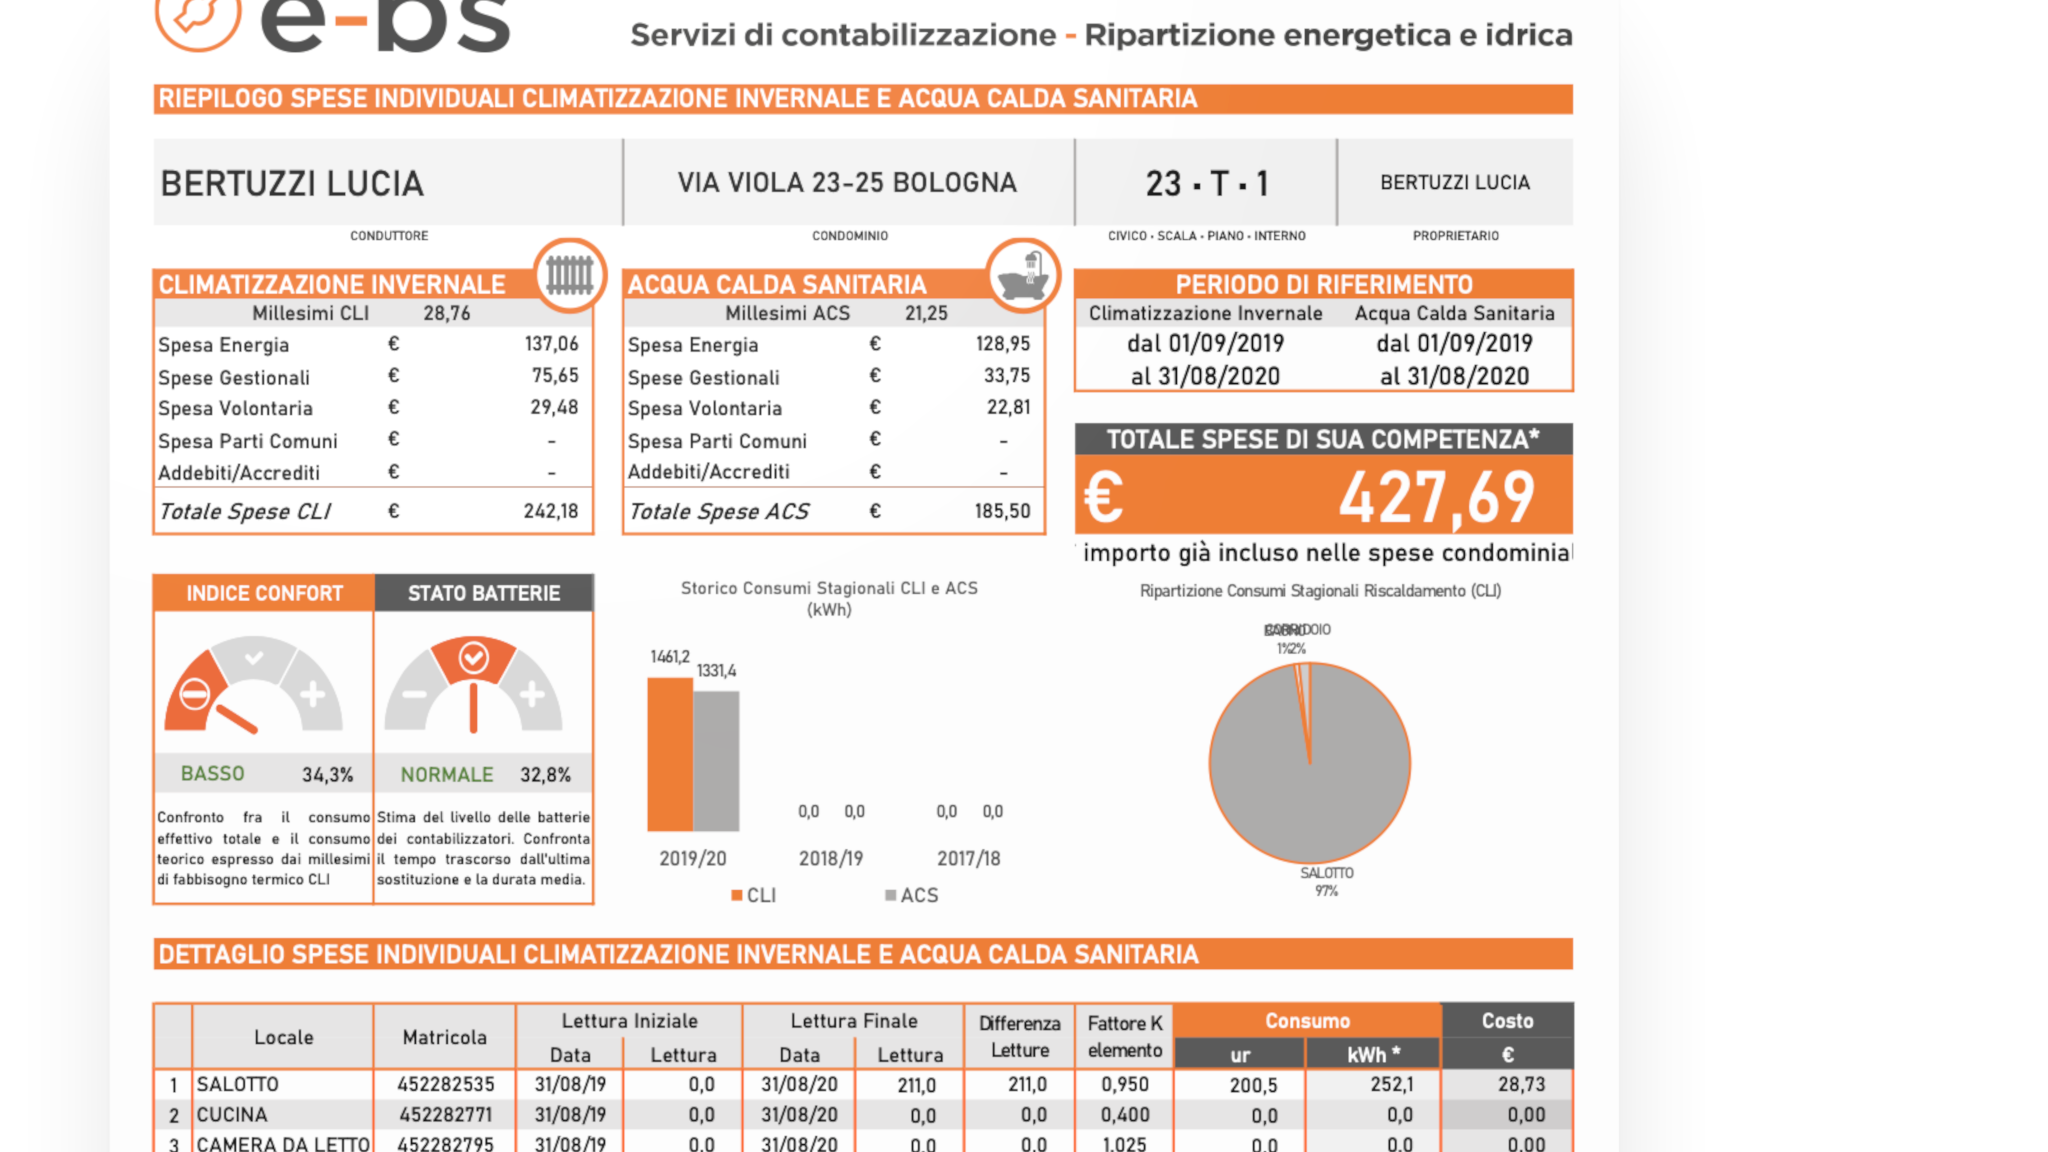 e-bs
Servizi di contabilizzazione - Ripartizione energetica e idrica
RIEPILOGO SPESE INDIVIDUALI CLIMATIZZAZIONE INVERNALE E ACQUA CALDA SANITARIA
BERTUZZI LUCIA VIA VIOLA 23-25 BOLOGNA 23 · T · 1 BERTUZZI LUCIA
CONDUTTORE CONDOMINIO CIVICO · SCALA · PIANO · INTERNO PROPRIETARIO
CLIMATIZZAZIONE INVERNALE
Millesimi CLI 28,76
Spesa Energia € 137,06
Spese Gestionali € 75,65
Spesa Volontaria € 29,48
Spesa Parti Comuni € -
Addebiti/Accrediti € -
Totale Spese CLI € 242,18
ACQUA CALDA SANITARIA
Millesimi ACS 21,25
Spesa Energia € 128,95
Spese Gestionali € 33,75
Spesa Volontaria € 22,81
Spesa Parti Comuni € -
Addebiti/Accrediti € -
Totale Spese ACS € 185,50
PERIODO DI RIFERIMENTO
Climatizzazione Invernale Acqua Calda Sanitaria
dal 01/09/2019 dal 01/09/2019
al 31/08/2020 al 31/08/2020
TOTALE SPESE DI SUA COMPETENZA*
€ 427,69
importo già incluso nelle spese condominial
INDICE CONFORT
BASSO 34,3%
Confronto fra il consumo
effettivo totale e il consumo
teorico espresso dai millesimi
di fabbisogno termico CLI
STATO BATTERIE
NORMALE 32,8%
Stima del livello delle batterie
dei contabilizzatori. Confronta
il tempo trascorso dall'ultima
sostituzione e la durata media.
Storico Consumi Stagionali CLI e ACS
(kWh)
1461,2
1331,4
0,0 0,0 0,0 0,0
2019/20 2018/19 2017/18
CLI ACS
Ripartizione Consumi Stagionali Riscaldamento (CLI)
CORRIDOIO
1% 2%
SALOTTO
97%
DETTAGLIO SPESE INDIVIDUALI CLIMATIZZAZIONE INVERNALE E ACQUA CALDA SANITARIA
Locale Matricola Lettura Iniziale Lettura Finale Differenza Letture Fattore K elemento Consumo Costo
Data Lettura Data Lettura ur kWh * €
1 SALOTTO 452282535 31/08/19 0,0 31/08/20 211,0 211,0 0,950 200,5 252,1 28,73
2 CUCINA 452282771 31/08/19 0,0 31/08/20 0,0 0,0 0,400 0,0 0,0 0,00
3 CAMERA DA LETTO 452282795 31/08/19 0,0 31/08/20 0,0 0,0 1,025 0,0 0,0 0,00